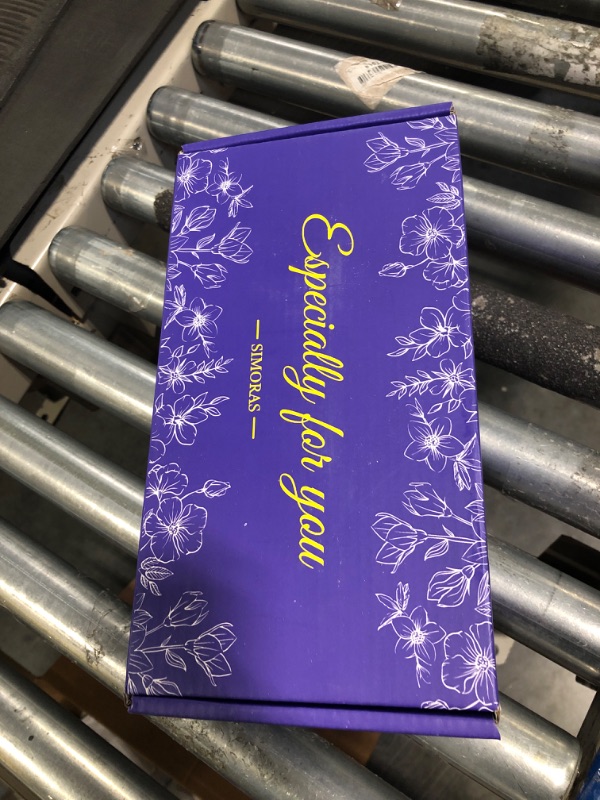 Especially for you
— SIMORAS —